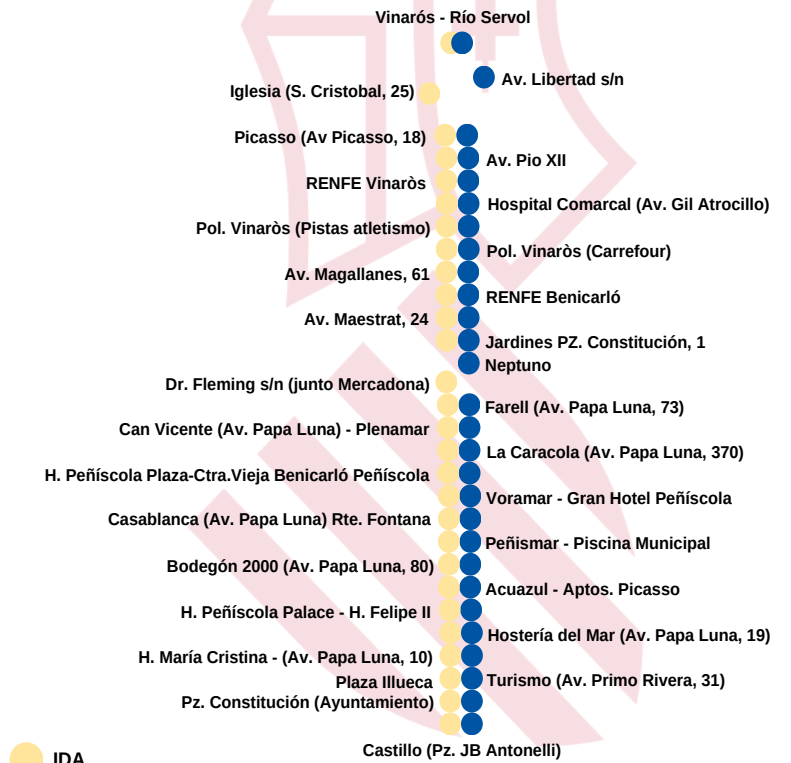 Vinarós - Río Servol
Av. Libertad s/n
Iglesia (S. Cristobal, 25)
Picasso (Av Picasso, 18)
Av. Pio XII
RENFE Vinaròs
Hospital Comarcal (Av. Gil Atrocillo)
Pol. Vinaròs (Pistas atletismo)
Pol. Vinaròs (Carrefour)
Av. Magallanes, 61
RENFE Benicarló
Av. Maestrat, 24
Jardines PZ. Constitución, 1
Neptuno
Dr. Fleming s/n (junto Mercadona)
Farell (Av. Papa Luna, 73)
Can Vicente (Av. Papa Luna) - Plenamar
La Caracola (Av. Papa Luna, 370)
H. Peñíscola Plaza-Ctra.Vieja Benicarló Peñíscola
Voramar - Gran Hotel Peñíscola
Casablanca (Av. Papa Luna) Rte. Fontana
Peñismar - Piscina Municipal
Bodegón 2000 (Av. Papa Luna, 80)
Acuazul - Aptos. Picasso
H. Peñíscola Palace - H. Felipe II
Hostería del Mar (Av. Papa Luna, 19)
H. María Cristina - (Av. Papa Luna, 10)
Plaza Illueca
Turismo (Av. Primo Rivera, 31)
Pz. Constitución (Ayuntamiento)
Castillo (Pz. JB Antonelli)
IDA